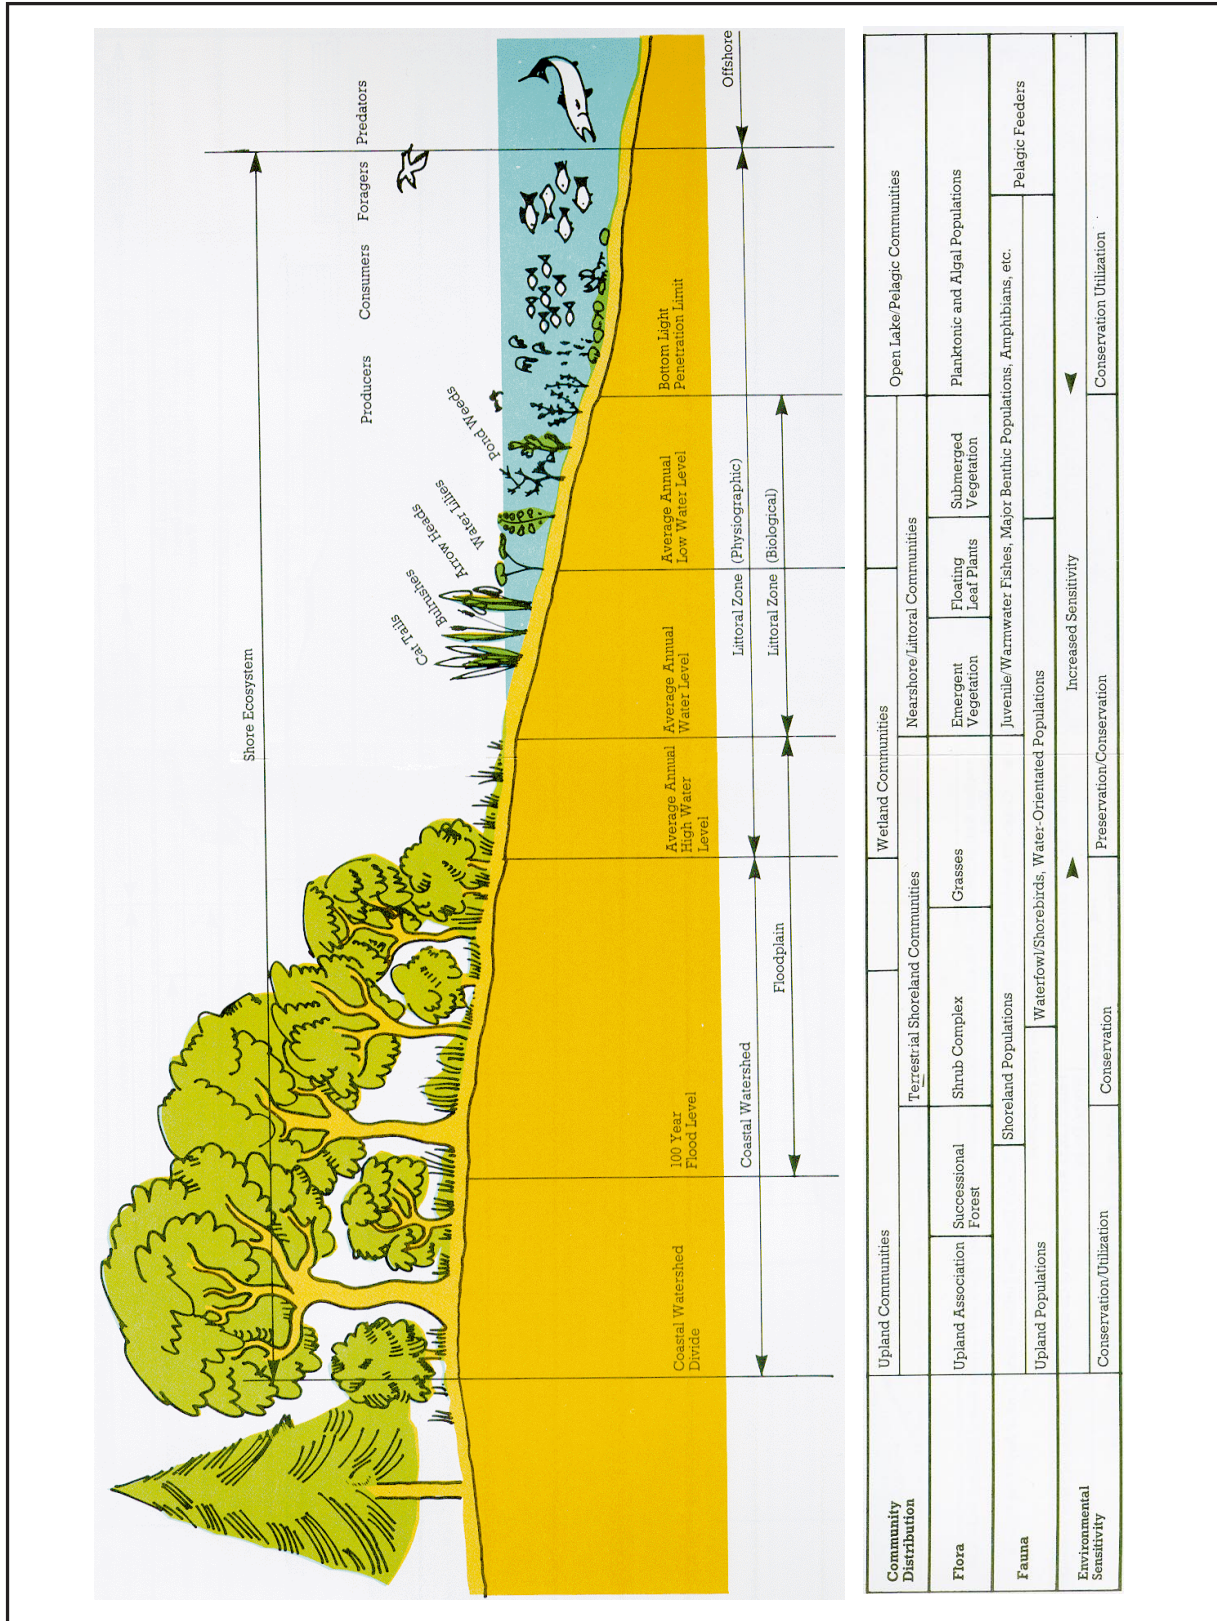 Shore Ecosystem
Producers
Consumers
Foragers
Predators
Cat Tails
Bulrushes
Arrow Heads
Water Lilies
Pond Weeds
Coastal Watershed
Divide
100 Year
Flood Level
Average Annual
High Water
Level
Average Annual
Water Level
Average Annual
Low Water Level
Bottom Light
Penetration Limit
Offshore
Coastal Watershed
Littoral Zone (Physiographic)
Floodplain
Littoral Zone (Biological)
Community
Distribution
Upland Communities
Wetland Communities
Open Lake/Pelagic Communities
Terrestrial Shoreland Communities
Nearshore/Littoral Communities
Flora
Upland Association
Successional
Forest
Shrub Complex
Grasses
Emergent
Vegetation
Floating
Leaf Plants
Submerged
Vegetation
Planktonic and Algal Populations
Fauna
Shoreland Populations
Juvenile/Warmwater Fishes, Major Benthic Populations, Amphibians, etc.
Pelagic Feeders
Upland Populations
Waterfowl/Shorebirds, Water-Orientated Populations
Environmental
Sensitivity
Increased Sensitivity
Conservation/Utilization
Conservation
Preservation/Conservation
Conservation Utilization